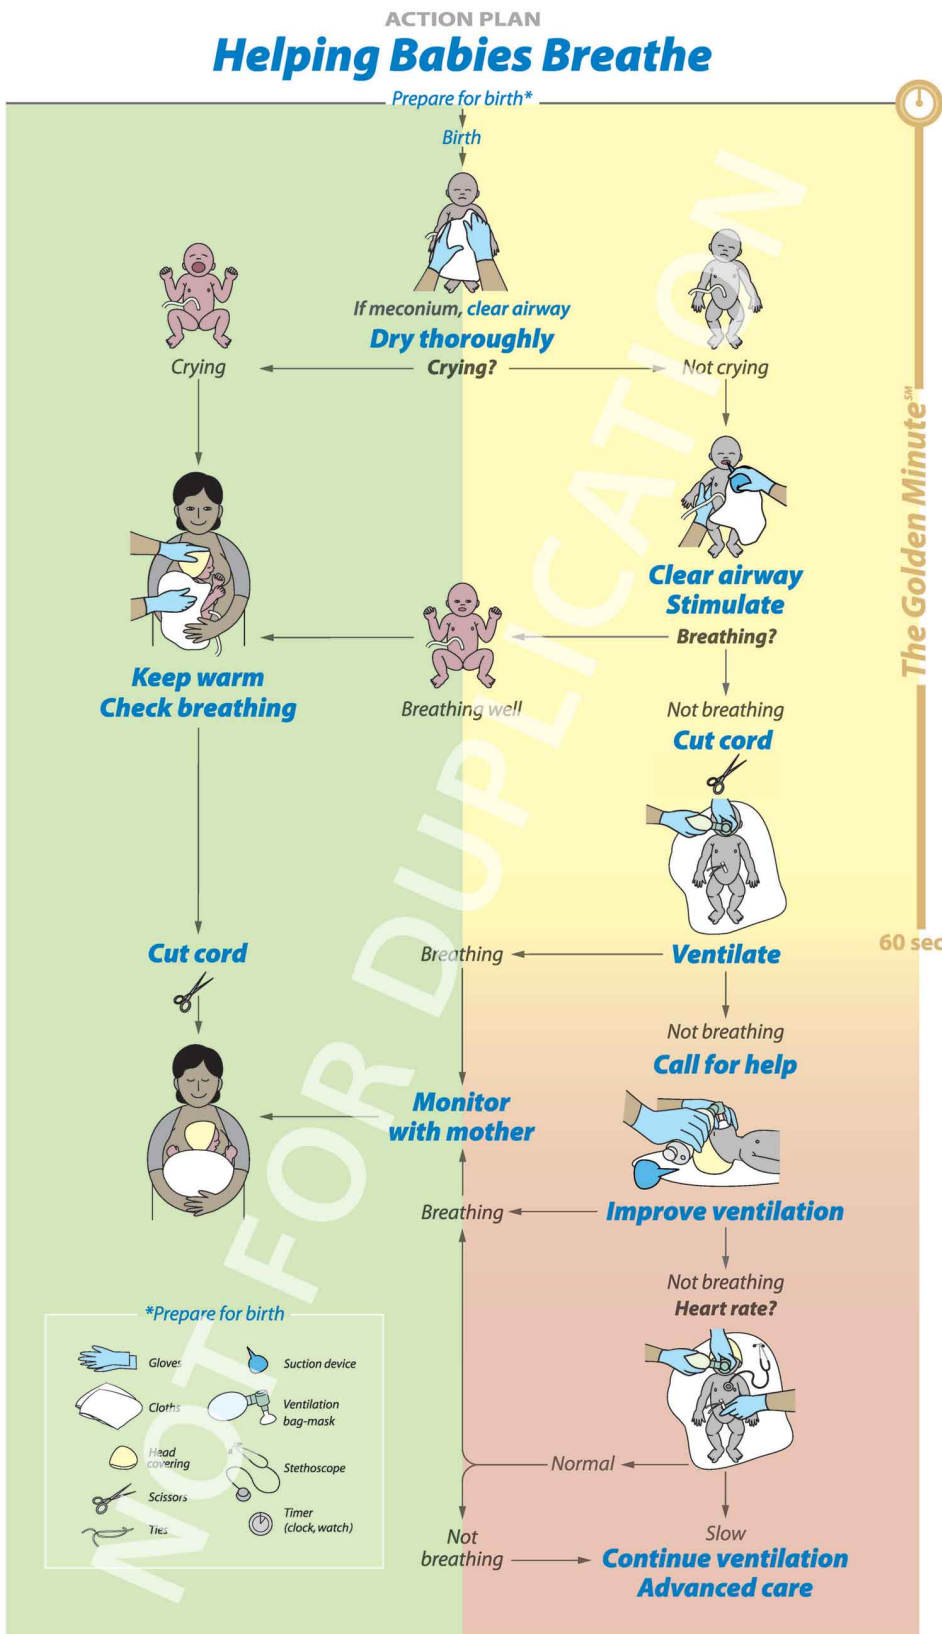 ACTION PLAN
Helping Babies Breathe
Prepare for birth*
Birth
If meconium, clear airway
Dry thoroughly
Crying
Crying?
Not crying
Clear airway
Stimulate
Breathing?
Keep warm
Check breathing
Breathing well
Not breathing
Cut cord
The Golden Minute℠
60 sec
Cut cord
Breathing
Ventilate
Not breathing
Call for help
Monitor
with mother
Breathing
Improve ventilation
Not breathing
Heart rate?
Normal
Slow
Not
breathing
Continue ventilation
Advanced care
*Prepare for birth
Gloves
Suction device
Cloths
Ventilation
bag-mask
Head
covering
Stethoscope
Scissors
Ties
Timer
(clock, watch)
NOT FOR DUPLICATION